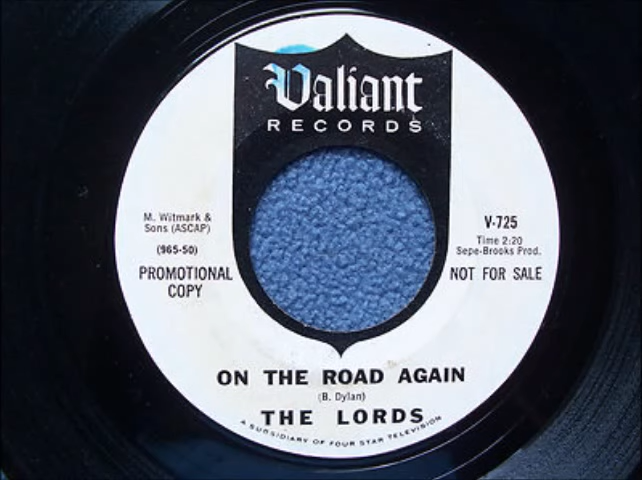 Valiant
RECORDS
M. Witmark &
Sons (ASCAP)
(965-50)
PROMOTIONAL
COPY
V-725
Time 2:20
Sepe-Brooks Prod.
NOT FOR SALE
ON THE ROAD AGAIN
(B. Dylan)
THE LORDS
A SUBSIDIARY OF FOUR STAR TELEVISION